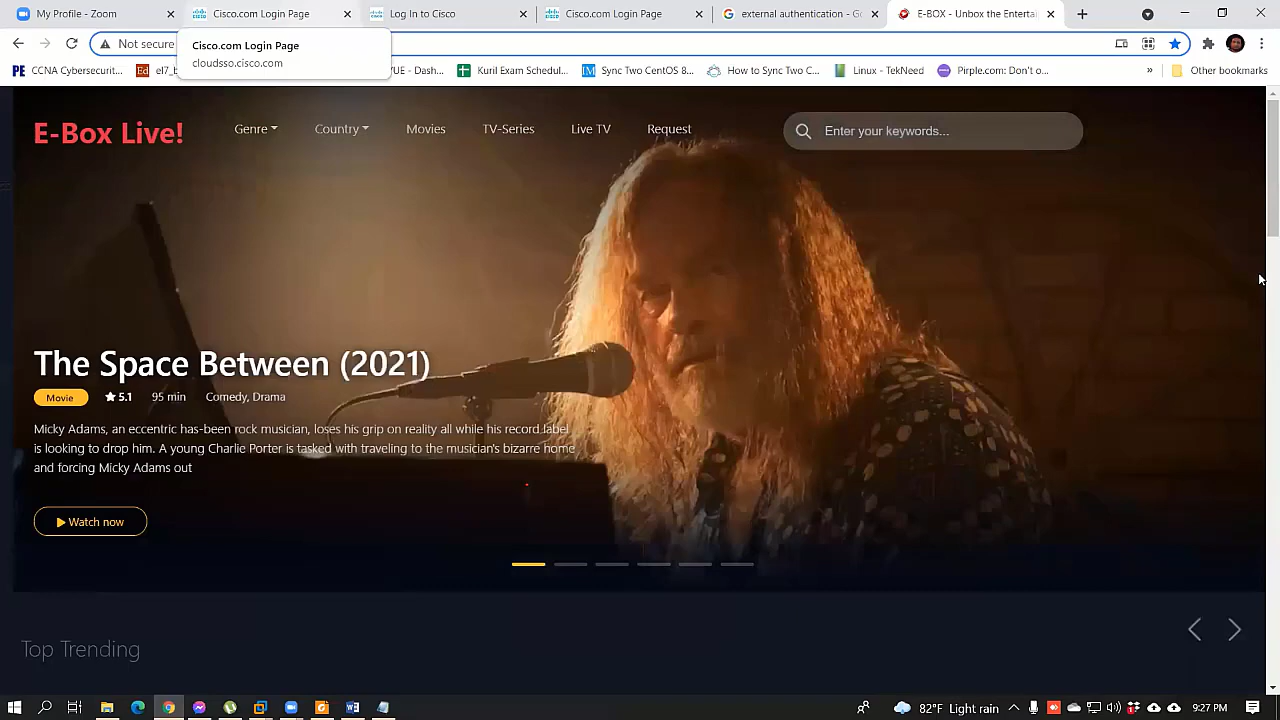 My Profile - Zoom
Cisco.com Login Page
Log In to Cisco
Cisco.com Login Page
external authentication - Go
E-BOX - Unbox the Enterta
Not secure
Cisco.com Login Page
cloudsso.cisco.com
CCNA Cybersecurit...
el7_b
UE - Dash...
Kuril Exam Schedul...
Sync Two CentOS S...
How to Sync Two C...
Linux - TekNeed
Pirple.com: Don't o...
»
Other bookmarks
E-Box Live!
Genre
Country
Movies
TV-Series
Live TV
Request
Enter your keywords...
The Space Between (2021)
Movie
5.1
95 min
Comedy, Drama
Micky Adams, an eccentric has-been rock musician, loses his grip on reality all while his record label
is looking to drop him. A young Charlie Porter is tasked with traveling to the musician's bizarre home
and forcing Micky Adams out
Watch now
Top Trending
82°F Light rain
9:27 PM